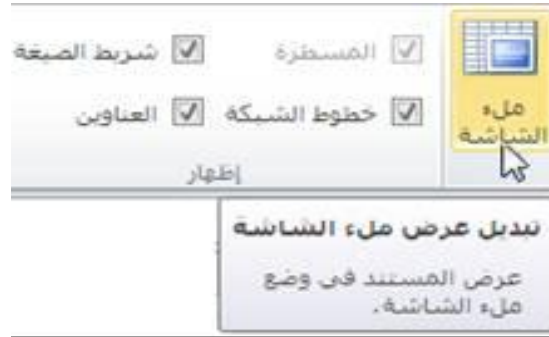 ملء
الشاشة
المسطرة
شريط الصيغة
خطوط الشبكة
العناوين
إظهار
تبديل عرض ملء الشاشة
عرض المستند في وضع
ملء الشاشة.